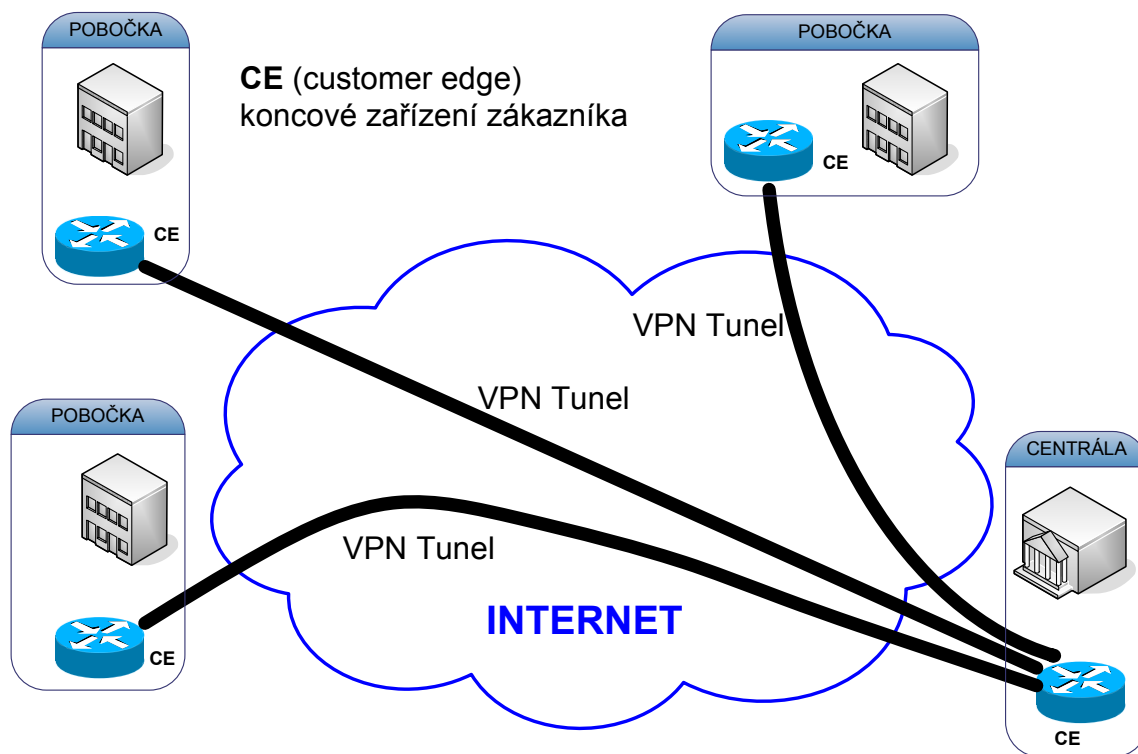 POBOČKA
POBOČKA
CE (customer edge)
koncové zařízení zákazníka
CE
CE
VPN Tunel
VPN Tunel
POBOČKA
CENTRÁLA
VPN Tunel
INTERNET
CE
CE